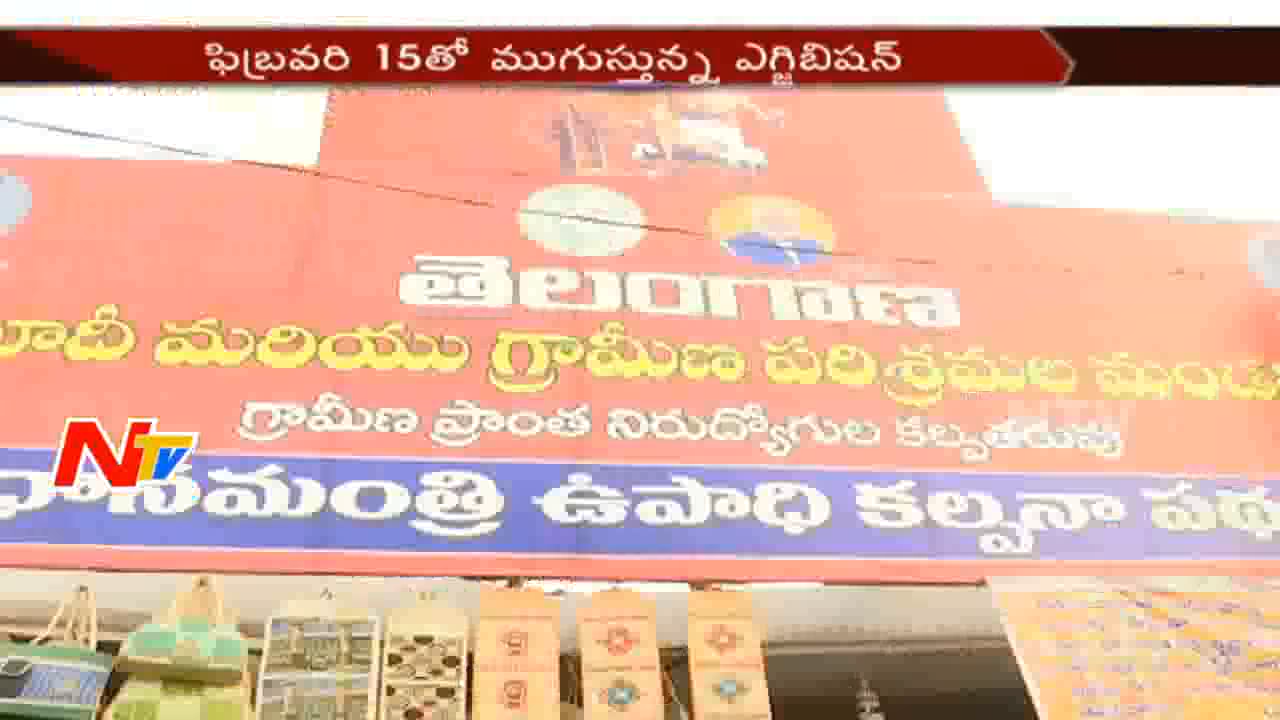 ఫిబ్రవరి 15తో ముగుస్తున్న ఎగ్జిబిషన్
తెలంగాణ
మరియు గ్రామీణ పరిశ్రమల
గ్రామీణ ప్రాంత నిరుద్యోగుల కల్పతరువు
NTV
ఉపాధి కల్పనా